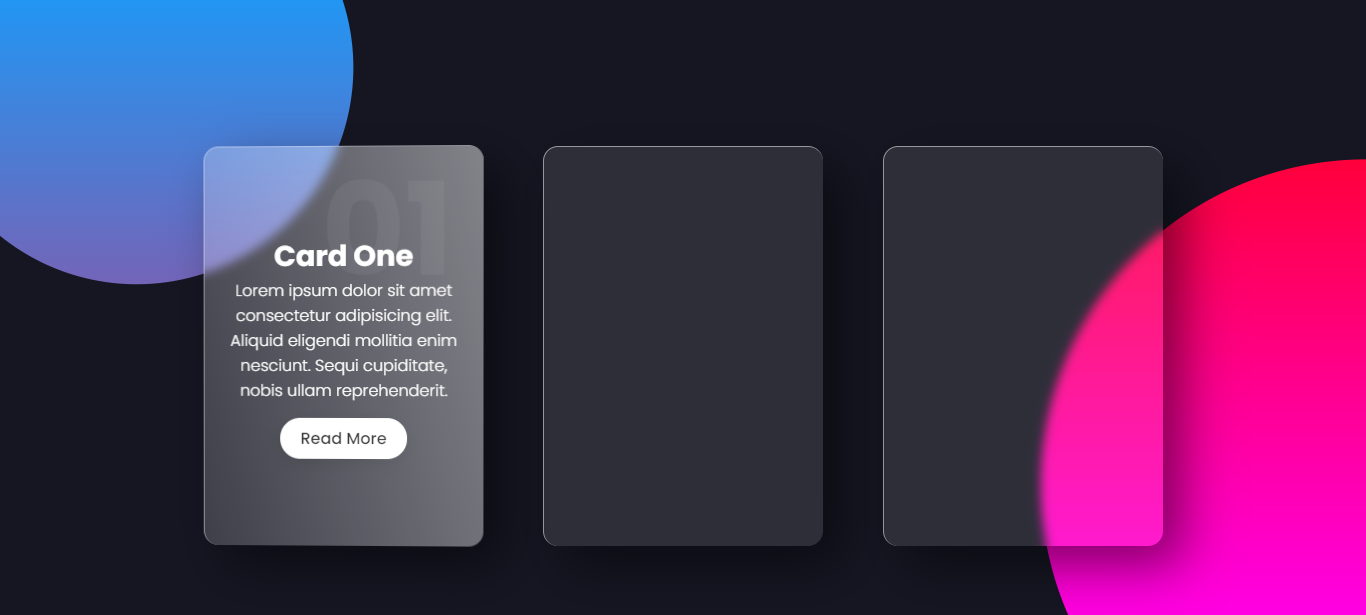 01
Card One
Lorem ipsum dolor sit amet
consectetur adipisicing elit.
Aliquid eligendi mollitia enim
nesciunt. Sequi cupiditate,
nobis ullam reprehenderit.
Read More